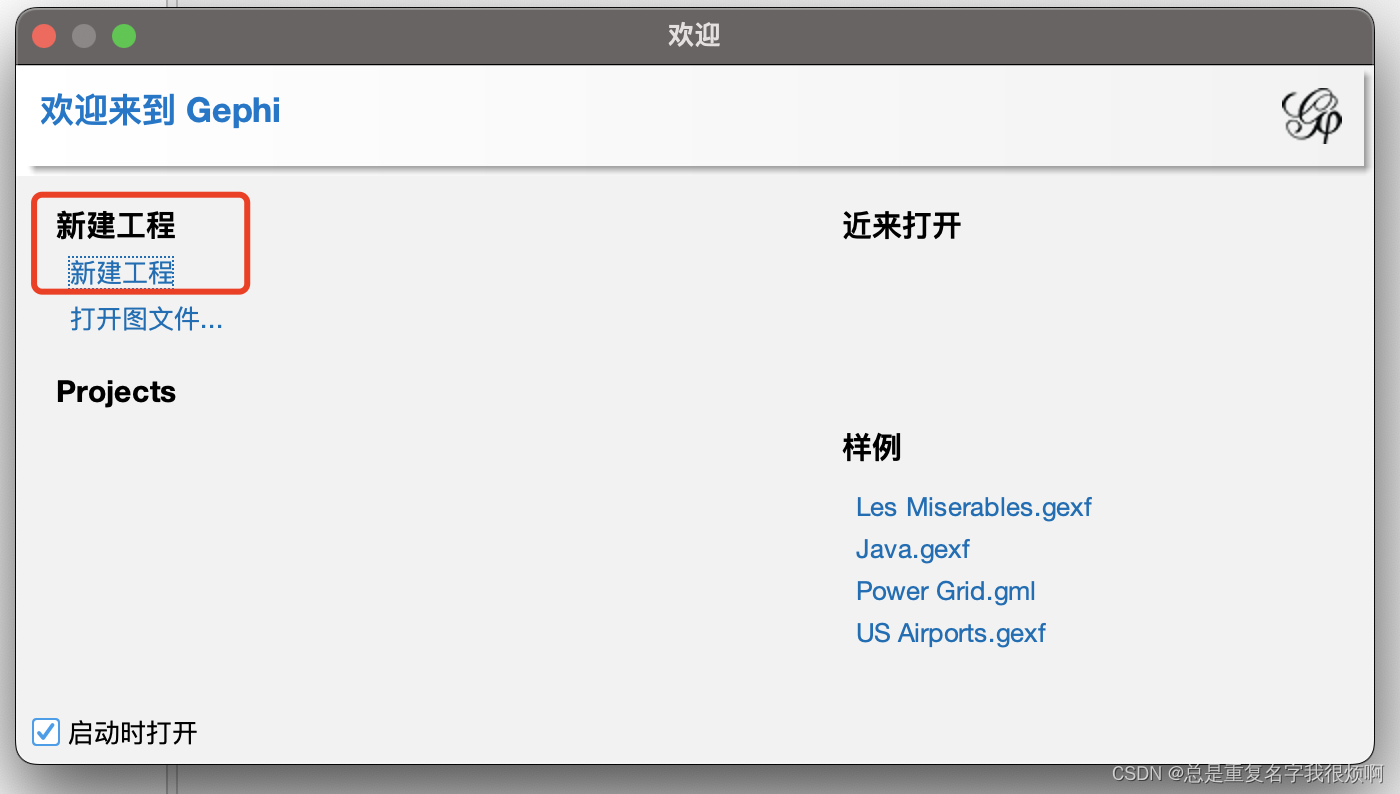 欢迎
欢迎来到 Gephi
新建工程
新建工程
打开图文件...
Projects
近来打开
样例
Les Miserables.gexf
Java.gexf
Power Grid.gml
US Airports.gexf
启动时打开
CSDN @总是重复名字我很烦啊